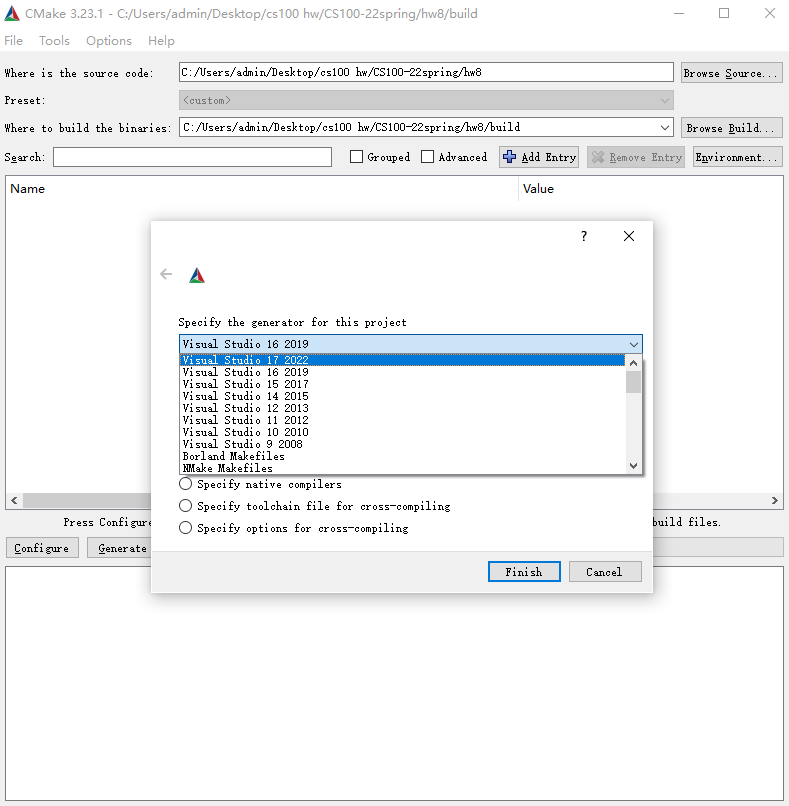 CMake 3.23.1 - C:/Users/admin/Desktop/cs100 hw/CS100-22spring/hw8/build
File Tools Options Help
Where is the source code: C:/Users/admin/Desktop/cs100 hw/CS100-22spring/hw8 Browse Source...
Preset: <custom>
Where to build the binaries: C:/Users/admin/Desktop/cs100 hw/CS100-22spring/hw8/build Browse Build...
Search: Grouped Advanced Add Entry Remove Entry Environment...
Name Value
?
Specify the generator for this project
Visual Studio 16 2019
Visual Studio 17 2022
Visual Studio 16 2019
Visual Studio 15 2017
Visual Studio 14 2015
Visual Studio 12 2013
Visual Studio 11 2012
Visual Studio 10 2010
Visual Studio 9 2008
Borland Makefiles
NMake Makefiles
Specify native compilers
Specify toolchain file for cross-compiling
Specify options for cross-compiling
Press Configure build files.
Configure Generate
Finish Cancel